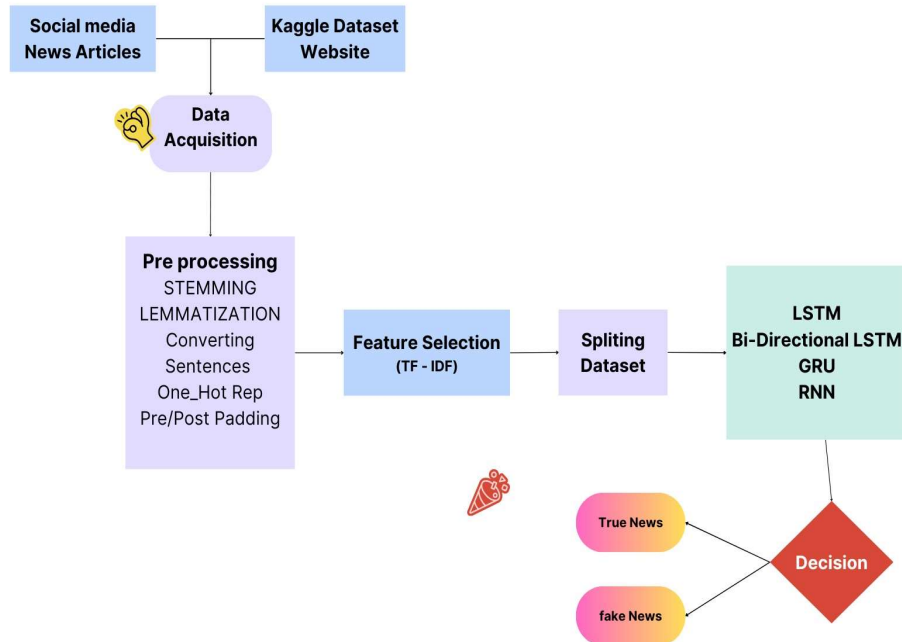 Social media
News Articles
Kaggle Dataset
Website
Data
Acquisition
Pre processing
STEMMING
LEMMATIZATION
Converting
Sentences
One_Hot Rep
Pre/Post Padding
Feature Selection
(TF - IDF)
Spliting
Dataset
LSTM
Bi-Directional LSTM
GRU
RNN
Decision
True News
fake News